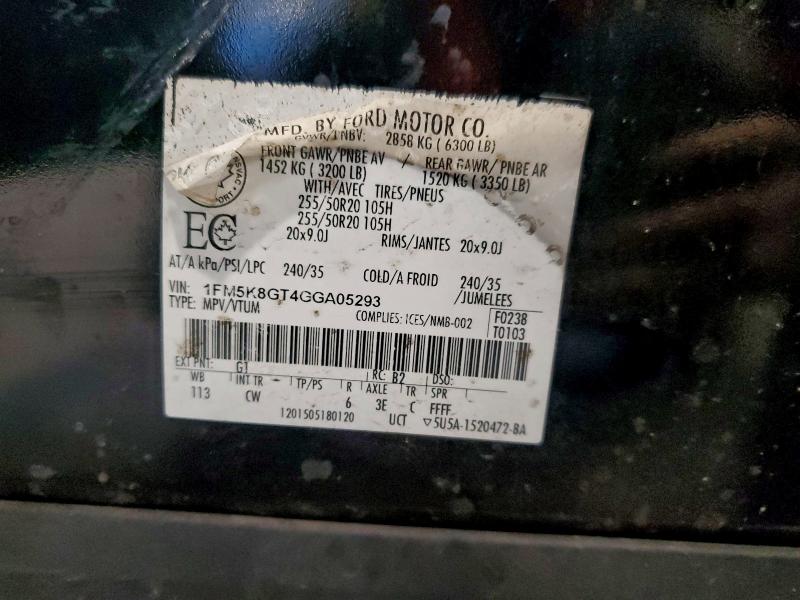 MFD. BY FORD MOTOR CO.
GVWR/PNBV: 2858 KG ( 6300 LB)
FRONT GAWR/PNBE AV / REAR GAWR/PNBE AR
1452 KG ( 3200 LB) 1520 KG ( 3350 LB)
WITH/AVEC TIRES/PNEUS
255/50R20 105H
255/50R20 105H
EC
20x9.0J RIMS/JANTES 20x9.0J
AT/A kPa/PSI/LPC 240/35 COLD/A FROID 240/35
VIN: 1FM5K8GT4GGA05293 /JUMELEES
TYPE: MPV/VTUM
COMPLIES: ICES/NMB-002
F0238
T0103
EXT PNT: G1 RC: B2 DSO:
WB INT TR TP/PS R AXLE TR SPR
113 CW 6 3E C FFFF
1201505180120 UCT ▽5U5A-1520472-BA